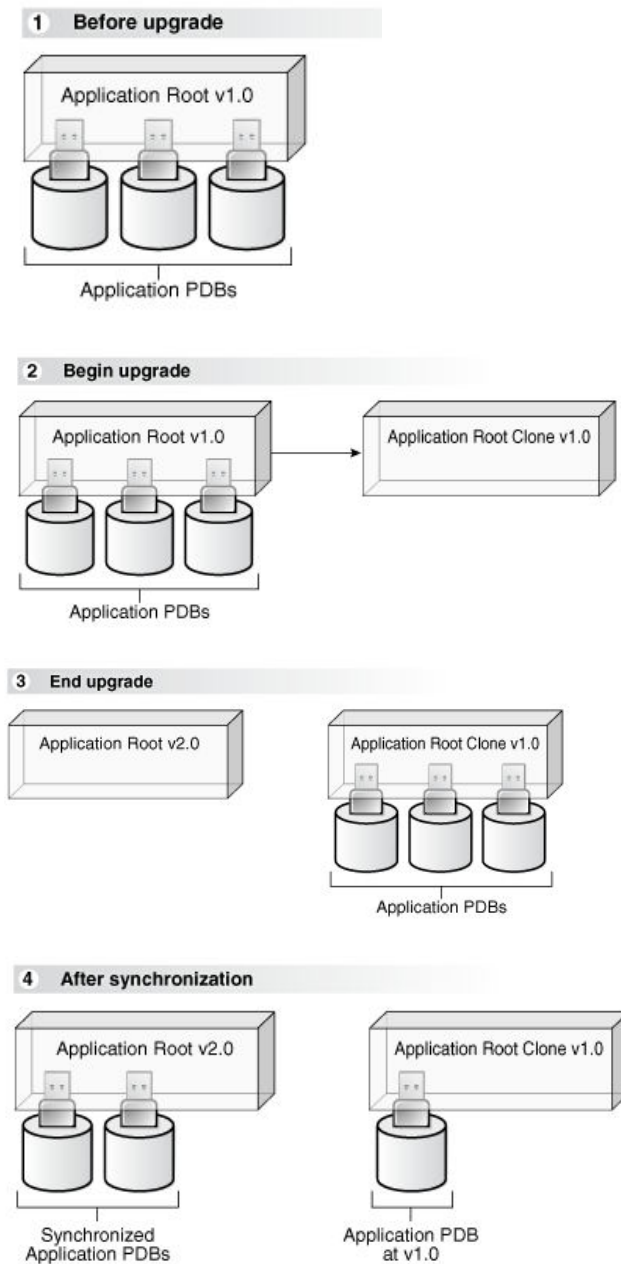 1 Before upgrade
Application Root v1.0
Application PDBs
2 Begin upgrade
Application Root v1.0
Application Root Clone v1.0
Application PDBs
3 End upgrade
Application Root v2.0
Application Root Clone v1.0
Application PDBs
4 After synchronization
Application Root v2.0
Application Root Clone v1.0
Synchronized
Application PDBs
Application PDB
at v1.0